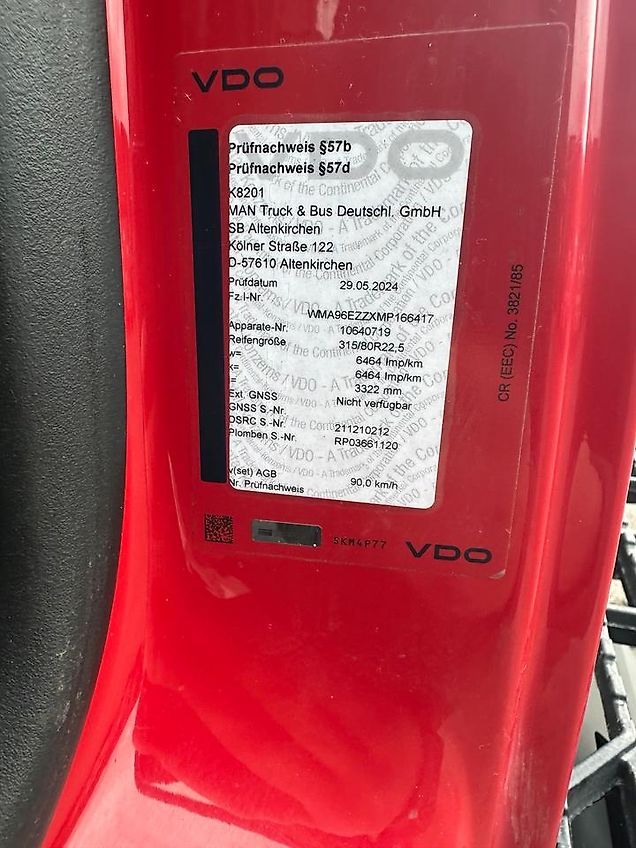 VDO
Prüfnachweis §57b
Prüfnachweis §57d
K8201
MAN Truck & Bus Deutschl. GmbH
SB Altenkirchen
Kölner Straße 122
D-57610 Altenkirchen
Prüfdatum 29.05.2024
Fz.I-Nr.
WMA96EZZXMP166417
Apparate-Nr. 10640719
Reifengröße 315/80R22,5
w= 6464 Imp/km
k= 6464 Imp/km
l= 3322 mm
Ext. GNSS Nicht verfügbar
GNSS S.-Nr.
OSRC S.-Nr. 211210212
Plomben S.-Nr. RP03661120
v(set) AGB 90.0 km/h
Nr. Prüfnachweis
CR (EEC) No. 3821/85
SKM4P77
VDO